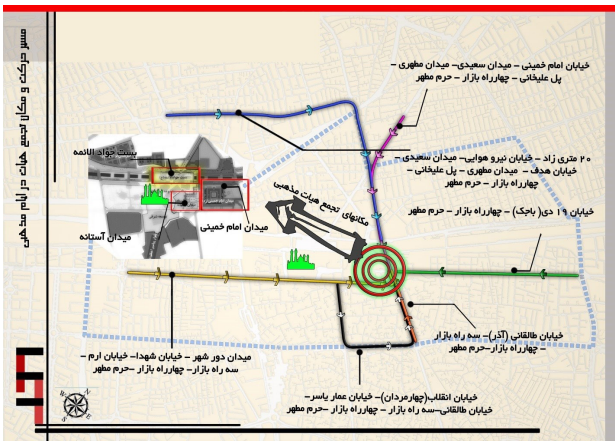 مسیر حرکت و مکان تجمع هیات در ایام مذهبی
خیابان امام خمینی - میدان سعیدی- میدان مطهری -
پل علیخانی - چهارراه بازار - حرم مطهر
۲۰ متری زاد - خیابان نیرو هوایی- میدان سعیدی -
خیابان هدف - میدان مطهری - پل علیخانی -
چهارراه بازار - حرم مطهر
بست جواد الائمه
میدان امام خمینی
میدان آستانه
مکانهای تجمع هیات مذهبی
خیابان ۱۹ دی(باجک) - چهارراه بازار - حرم مطهر
خیابان طالقانی (آذر)- سه راه بازار
- چهارراه بازار -حرم مطهر
میدان دور شهر - خیابان شهدا- خیابان ارم -
سه راه بازار- چهارراه بازار -حرم مطهر
خیابان انقلاب(چهارمردان)- خیابان عمار یاسر-
خیابان طالقانی-سه راه بازار - چهارراه بازار - حرم مطهر
N
E
S
W